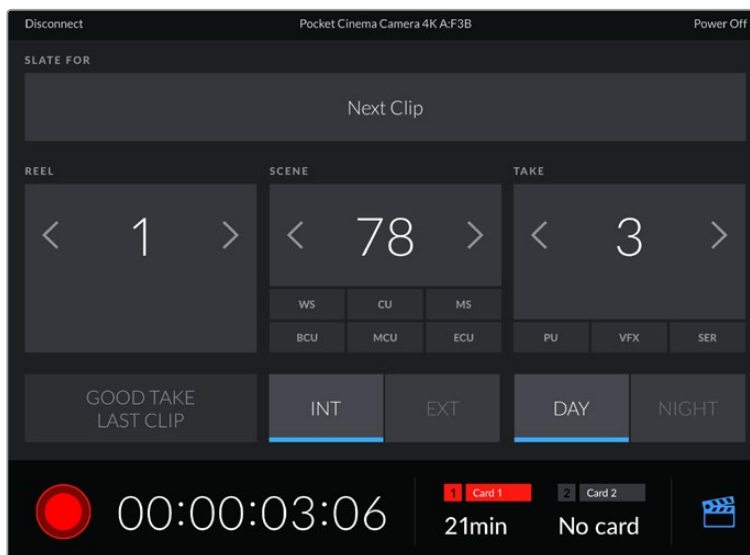 Disconnect Pocket Cinema Camera 4K A:F3B Power Off
SLATE FOR
Next Clip
REEL SCENE TAKE
1 78 3
WS CU MS
BCU MCU ECU PU VFX SER
GOOD TAKE
LAST CLIP
INT EXT DAY NIGHT
00:00:03:06
1 Card 1 2 Card 2
21min No card